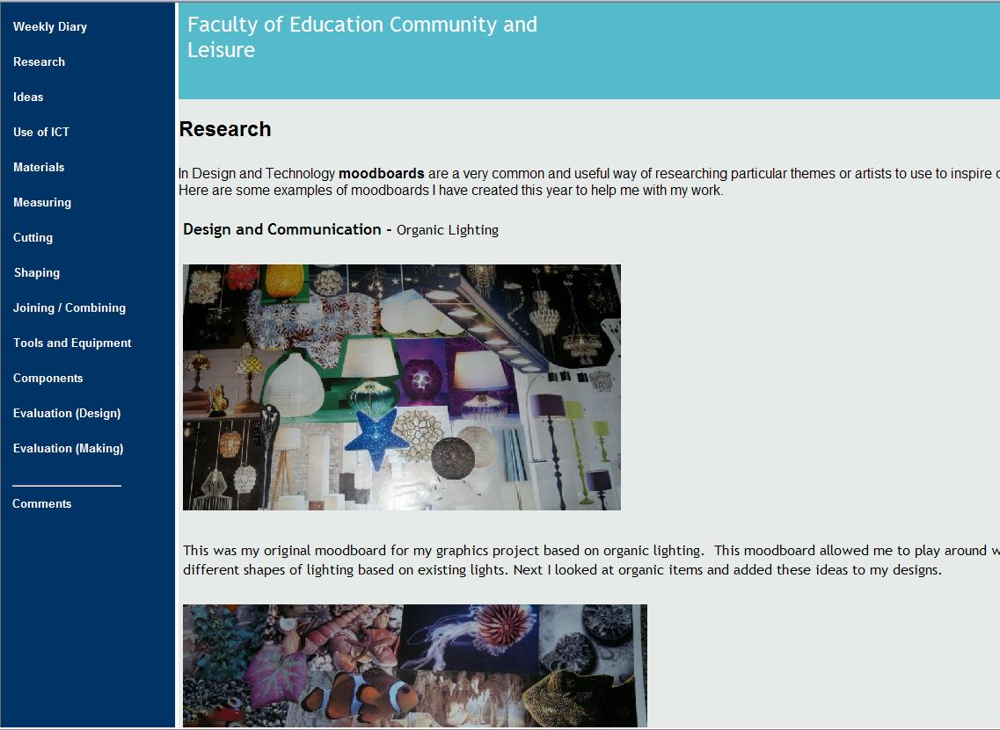 Weekly Diary
Research
Ideas
Use of ICT
Materials
Measuring
Cutting
Shaping
Joining / Combining
Tools and Equipment
Components
Evaluation (Design)
Evaluation (Making)
Comments
Faculty of Education Community and
Leisure
Research
In Design and Technology moodboards are a very common and useful way of researching particular themes or artists to use to inspire
Here are some examples of moodboards I have created this year to help me with my work.
Design and Communication - Organic Lighting
This was my original moodboard for my graphics project based on organic lighting. This moodboard allowed me to play around
different shapes of lighting based on existing lights. Next I looked at organic items and added these ideas to my designs.